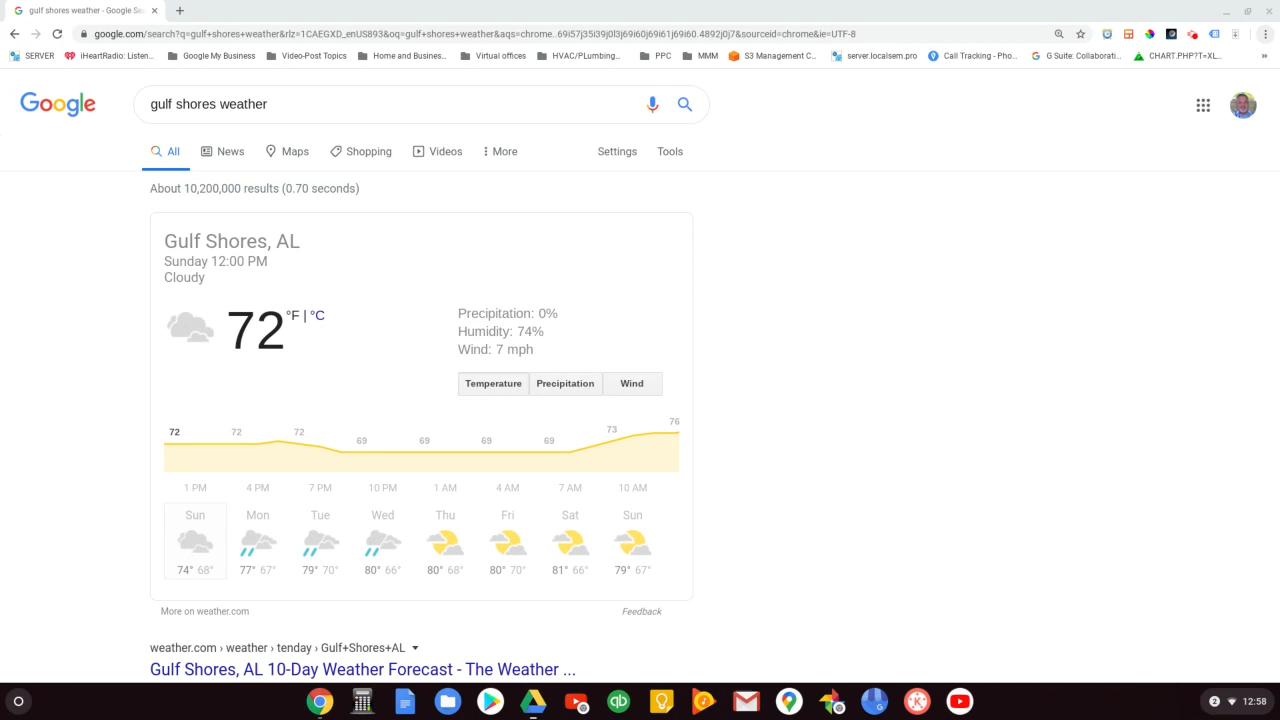 gulf shores weather - Google Se
google.com/search?q=gulf+shores+weather&rlz=1CAEGXD_enUS893&oq=gulf+shores+weather&aqs=chrome..69i57j35i39j0l3j69i60j69i61j69i60.4892j0j7&sourceid=chrome&ie=UTF-8
SERVER iHeartRadio: Listen... Google My Business Video-Post Topics Home and Busines... Virtual offices HVAC/PLumbing... PPC MMM S3 Management C... server.localsem.pro Call Tracking - Pho... G Suite: Collaborati... CHART.PHP?T=XL... »
Google
gulf shores weather
All News Maps Shopping Videos More Settings Tools
About 10,200,000 results (0.70 seconds)
Gulf Shores, AL
Sunday 12:00 PM
Cloudy
72 °F | °C
Precipitation: 0%
Humidity: 74%
Wind: 7 mph
Temperature Precipitation Wind
72 72 72 69 69 69 69 73 76
1 PM 4 PM 7 PM 10 PM 1 AM 4 AM 7 AM 10 AM
Sun Mon Tue Wed Thu Fri Sat Sun
74° 68° 77° 67° 79° 70° 80° 66° 80° 68° 80° 70° 81° 66° 79° 67°
More on weather.com Feedback
weather.com › weather › tenday › Gulf+Shores+AL
Gulf Shores, AL 10-Day Weather Forecast - The Weather ...
2 12:58